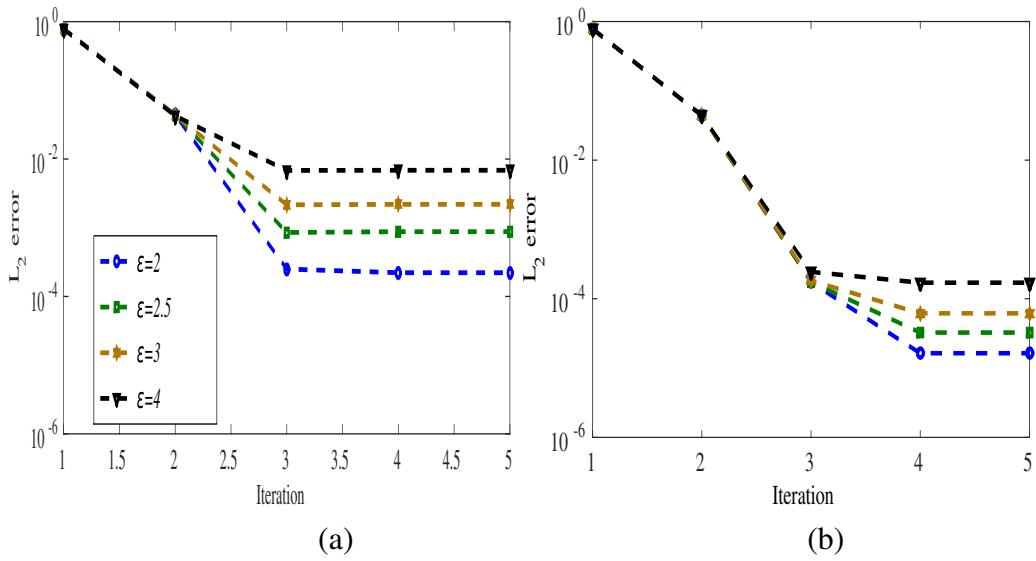 10^0
10^-2
10^-4
10^-6
L_2 error
ε=2
ε=2.5
ε=3
ε=4
1 1.5 2 2.5 3 3.5 4 4.5 5
Iteration
(a)
10^0
10^-2
10^-4
10^-6
L_2 error
1 2 3 4 5
Iteration
(b)